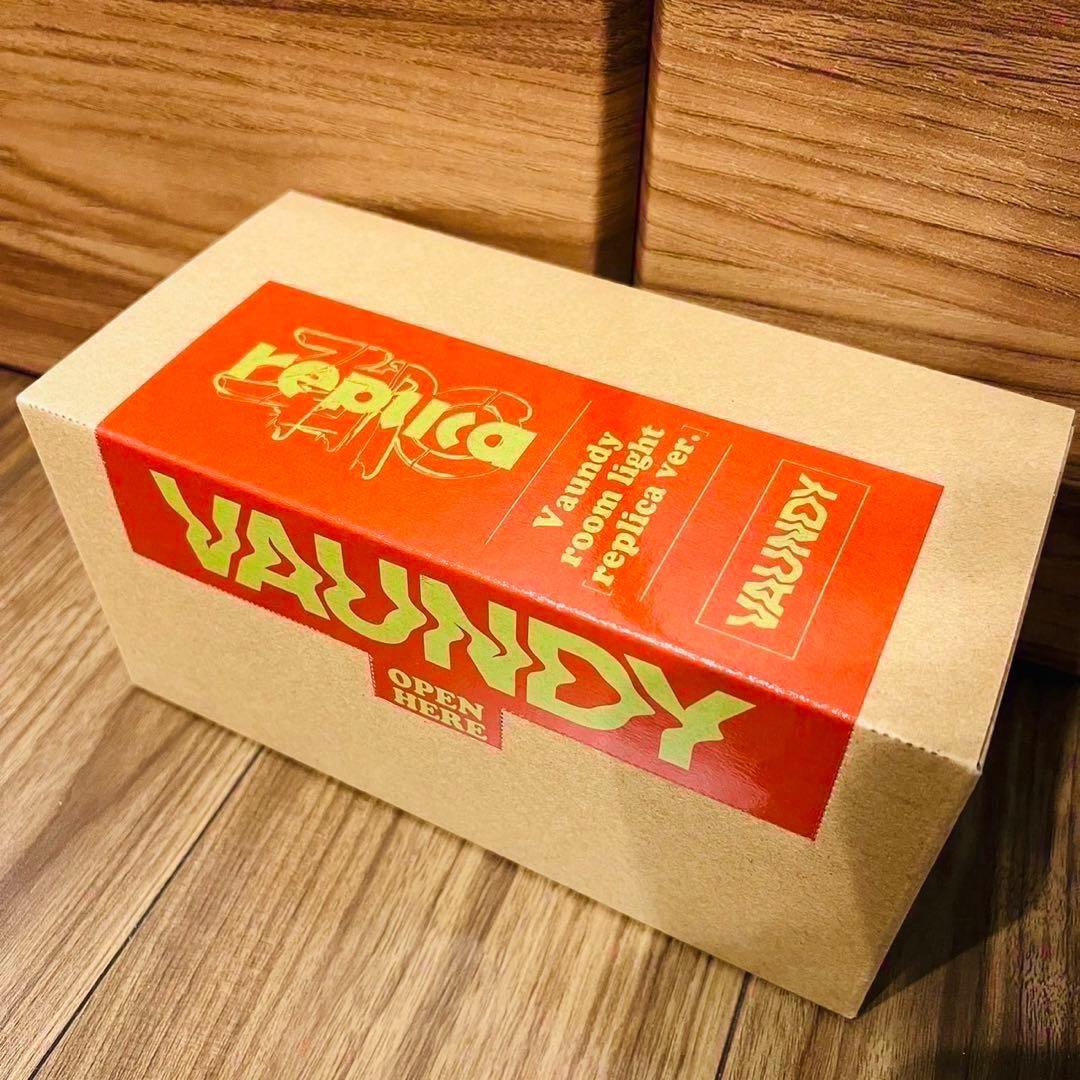 replica
Vaundy
room light
[replica ver.]
VAUNDY
VAUNDY
OPEN
HERE